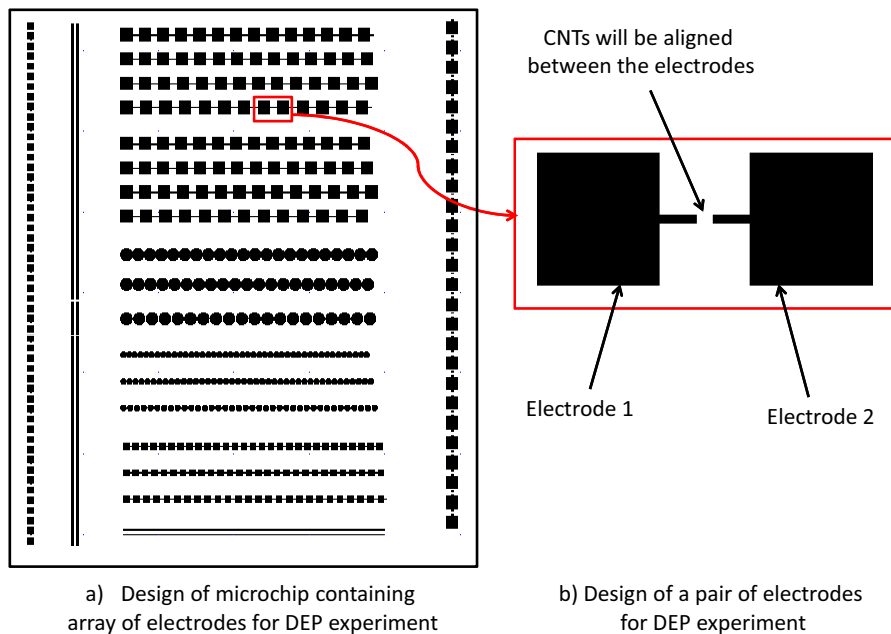 CNTs will be aligned
between the electrodes
Electrode 1
Electrode 2
a) Design of microchip containing
array of electrodes for DEP experiment
b) Design of a pair of electrodes
for DEP experiment